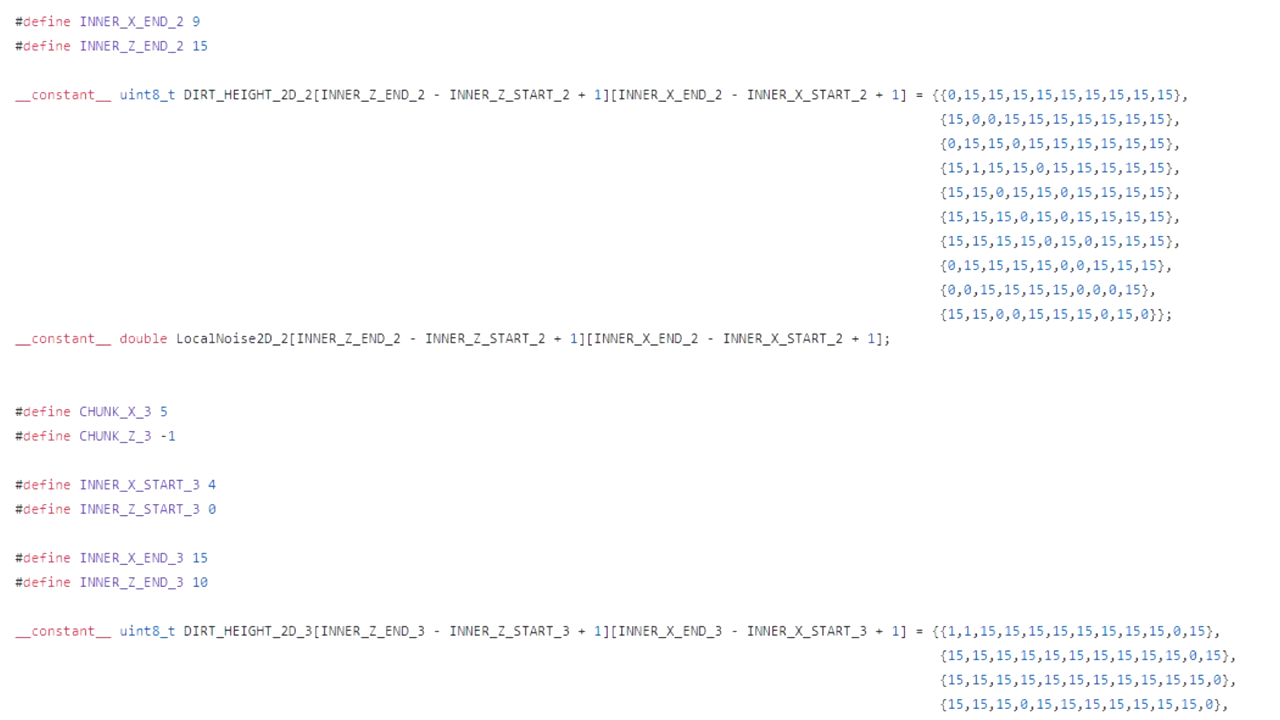 #define INNER_X_END_2 9
#define INNER_Z_END_2 15
__constant__ uint8_t DIRT_HEIGHT_2D_2[INNER_Z_END_2 - INNER_Z_START_2 + 1][INNER_X_END_2 - INNER_X_START_2 + 1] = {{0,15,15,15,15,15,15,15,15,15},
{15,0,0,15,15,15,15,15,15,15},
{0,15,15,0,15,15,15,15,15,15},
{15,1,15,15,0,15,15,15,15,15},
{15,15,0,15,15,0,15,15,15,15},
{15,15,15,0,15,0,15,15,15,15},
{15,15,15,15,0,15,0,15,15,15},
{0,15,15,15,15,0,0,15,15,15},
{0,0,15,15,15,15,0,0,0,15},
{15,15,0,0,15,15,15,0,15,0}};
__constant__ double LocalNoise2D_2[INNER_Z_END_2 - INNER_Z_START_2 + 1][INNER_X_END_2 - INNER_X_START_2 + 1];
#define CHUNK_X_3 5
#define CHUNK_Z_3 -1
#define INNER_X_START_3 4
#define INNER_Z_START_3 0
#define INNER_X_END_3 15
#define INNER_Z_END_3 10
__constant__ uint8_t DIRT_HEIGHT_2D_3[INNER_Z_END_3 - INNER_Z_START_3 + 1][INNER_X_END_3 - INNER_X_START_3 + 1] = {{1,1,15,15,15,15,15,15,15,15,0,15},
{15,15,15,15,15,15,15,15,15,15,0,15},
{15,15,15,15,15,15,15,15,15,15,15,0},
{15,15,15,0,15,15,15,15,15,15,15,0},